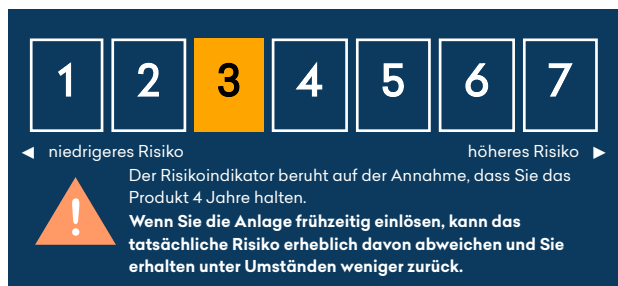 1 2 3 4 5 6 7
◄ niedrigeres Risiko höheres Risiko ►
Der Risikoindikator beruht auf der Annahme, dass Sie das
Produkt 4 Jahre halten.
Wenn Sie die Anlage frühzeitig einlösen, kann das
tatsächliche Risiko erheblich davon abweichen und Sie
erhalten unter Umständen weniger zurück.